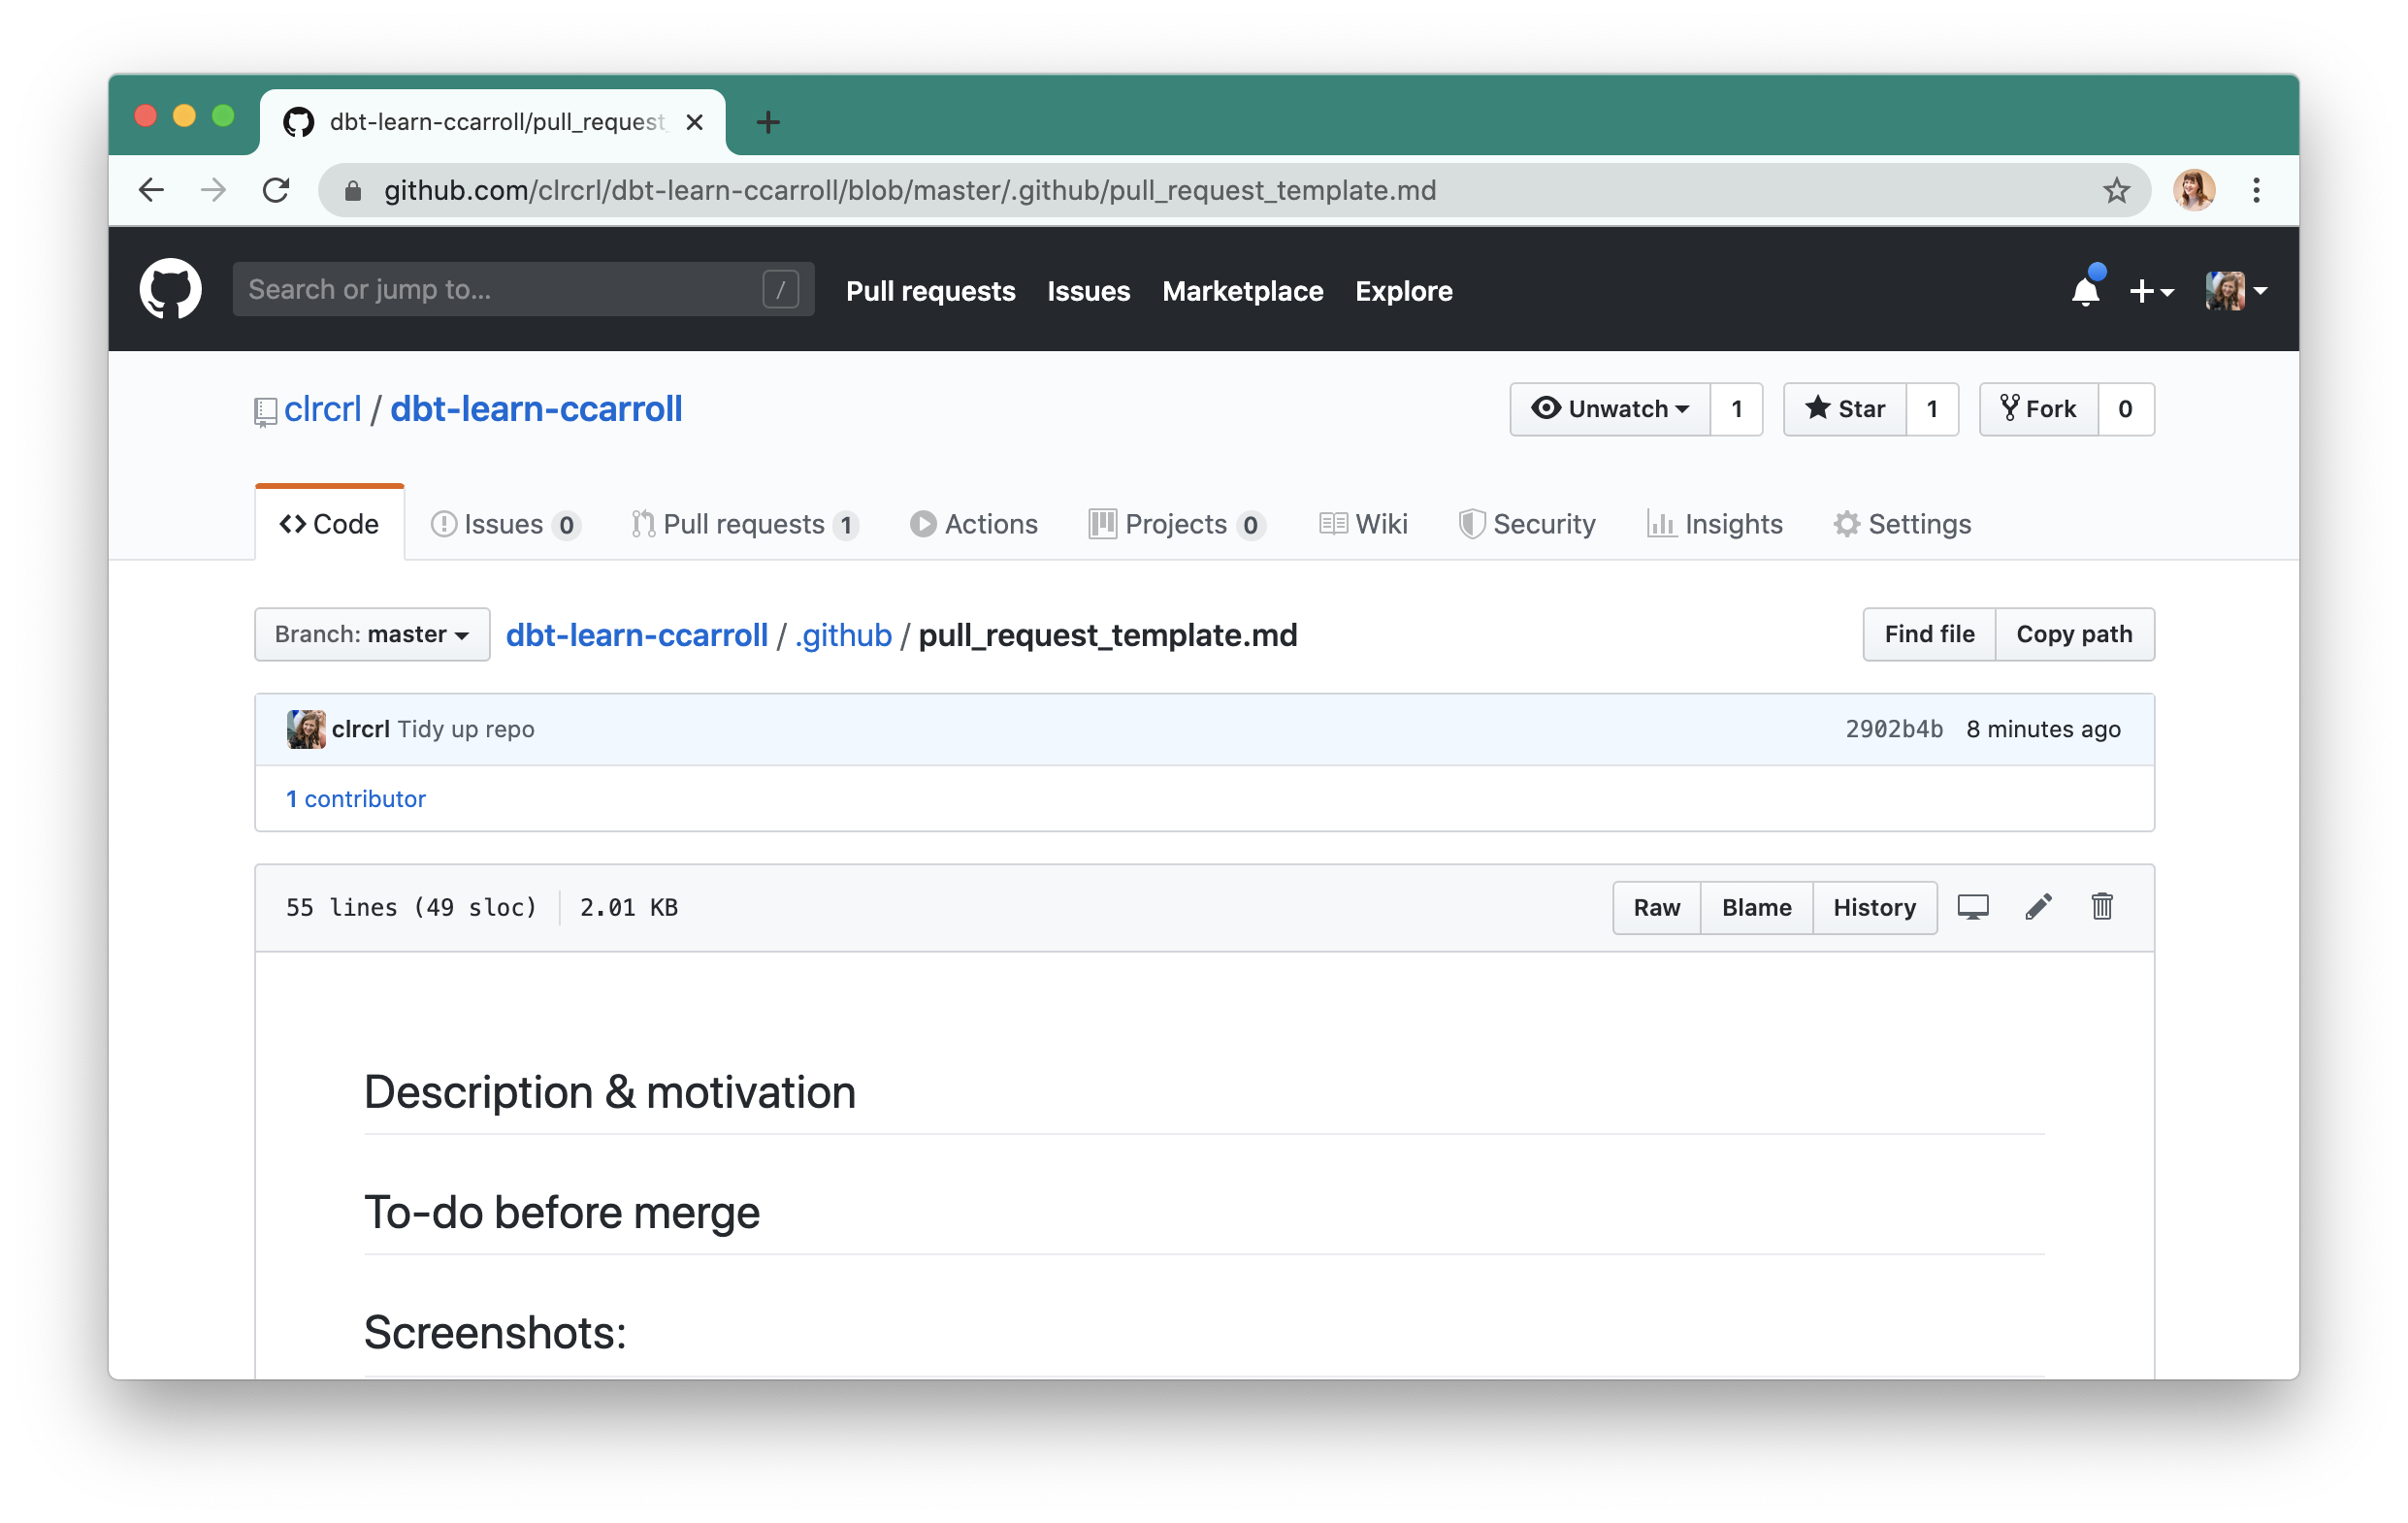 dbt-learn-ccarroll/pull_request
github.com/clrcrl/dbt-learn-ccarroll/blob/master/.github/pull_request_template.md
Search or jump to... / Pull requests Issues Marketplace Explore
clrcrl / dbt-learn-ccarroll Unwatch 1 Star 1 Fork 0
Code Issues 0 Pull requests 1 Actions Projects 0 Wiki Security Insights Settings
Branch: master dbt-learn-ccarroll / .github / pull_request_template.md Find file Copy path
clrcrl Tidy up repo 2902b4b 8 minutes ago
1 contributor
55 lines (49 sloc) 2.01 KB Raw Blame History
Description & motivation
To-do before merge
Screenshots: